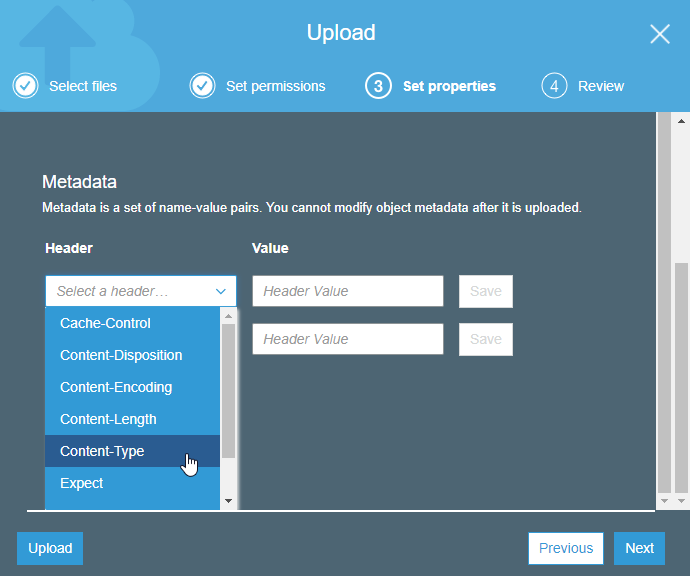 Upload
Select files
Set permissions
3 Set properties
4 Review
Metadata
Metadata is a set of name-value pairs. You cannot modify object metadata after it is uploaded.
Header Value
Select a header... Header Value Save
Cache-Control
Header Value Save
Content-Disposition
Content-Encoding
Content-Length
Content-Type
Expect
Upload Previous Next